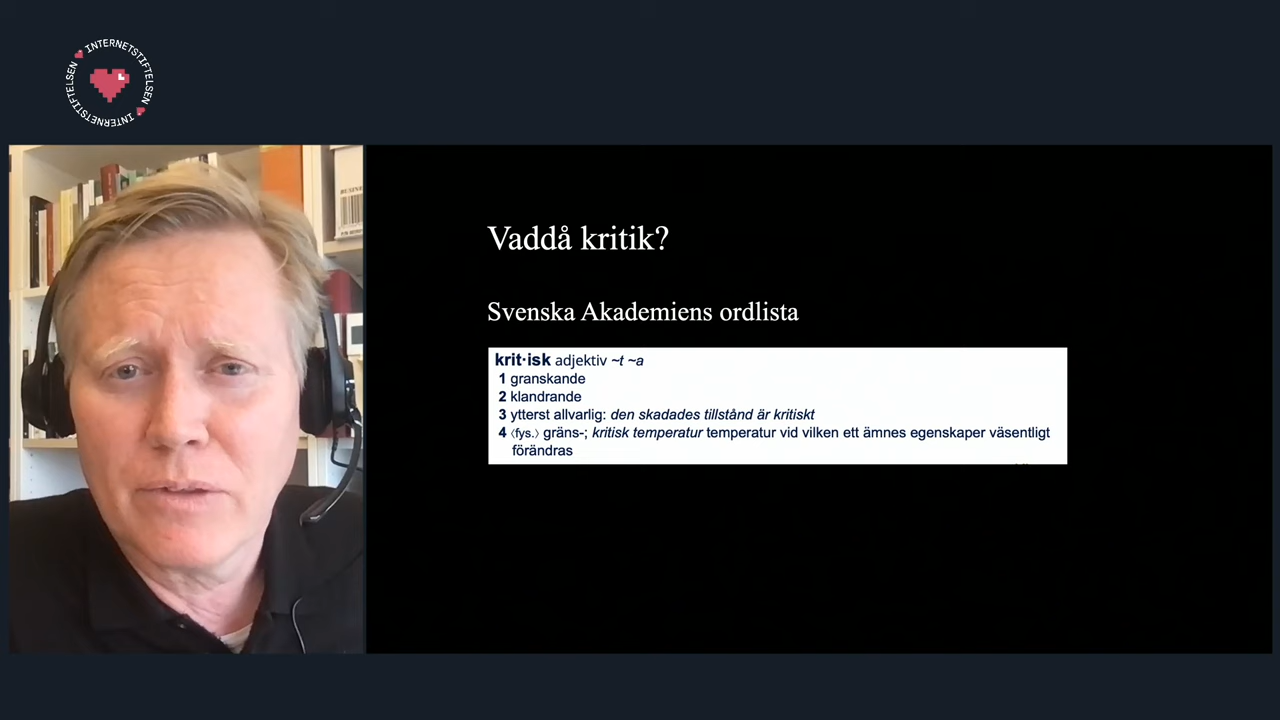 INTERNETSTIFTELSEN
INTERNETSTIFTELSEN
Vaddå kritik?
Svenska Akademiens ordlista
krit·isk adjektiv ~t ~a
1 granskande
2 klandrande
3 ytterst allvarlig: den skadades tillstånd är kritiskt
4 ⟨fys.⟩ gräns-; kritisk temperatur temperatur vid vilken ett ämnes egenskaper väsentligt
förändras